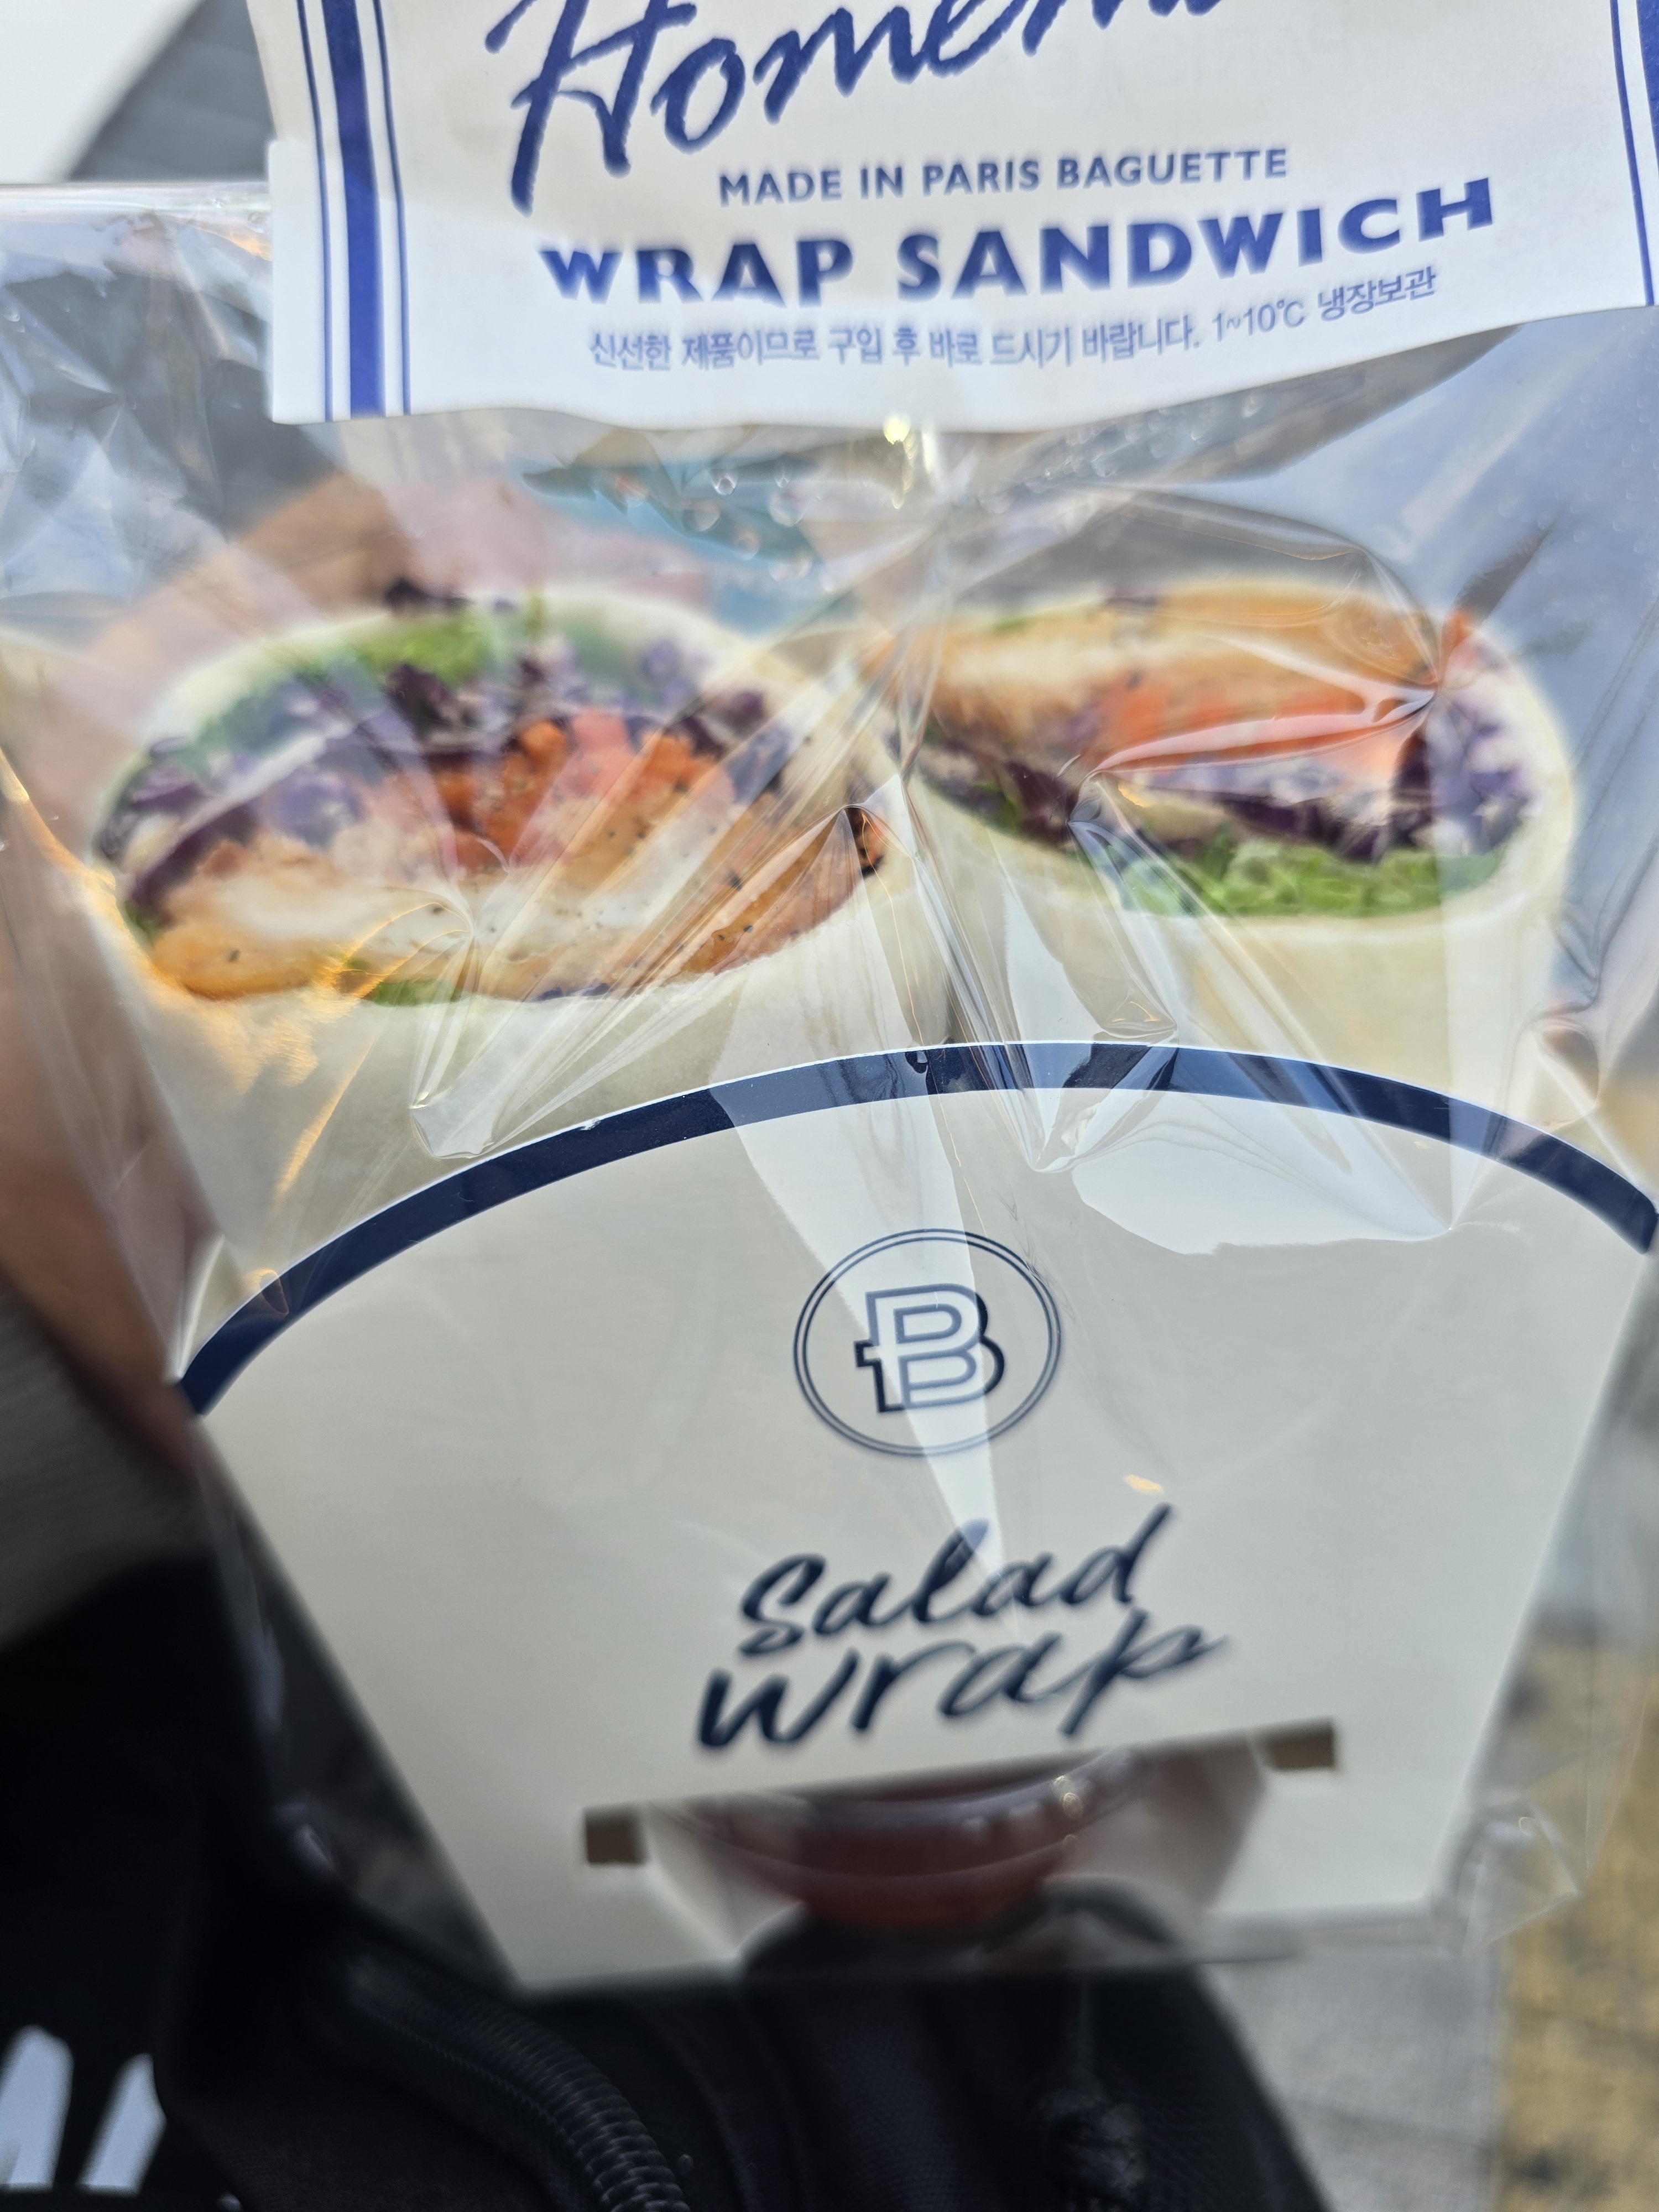 MADE IN PARIS BAGUETTE
WRAP SANDWICH
신선한 제품이므로 구입 후 바로 드시기 바랍니다. 1~10℃ 냉장보관
PB
Salad
wrap